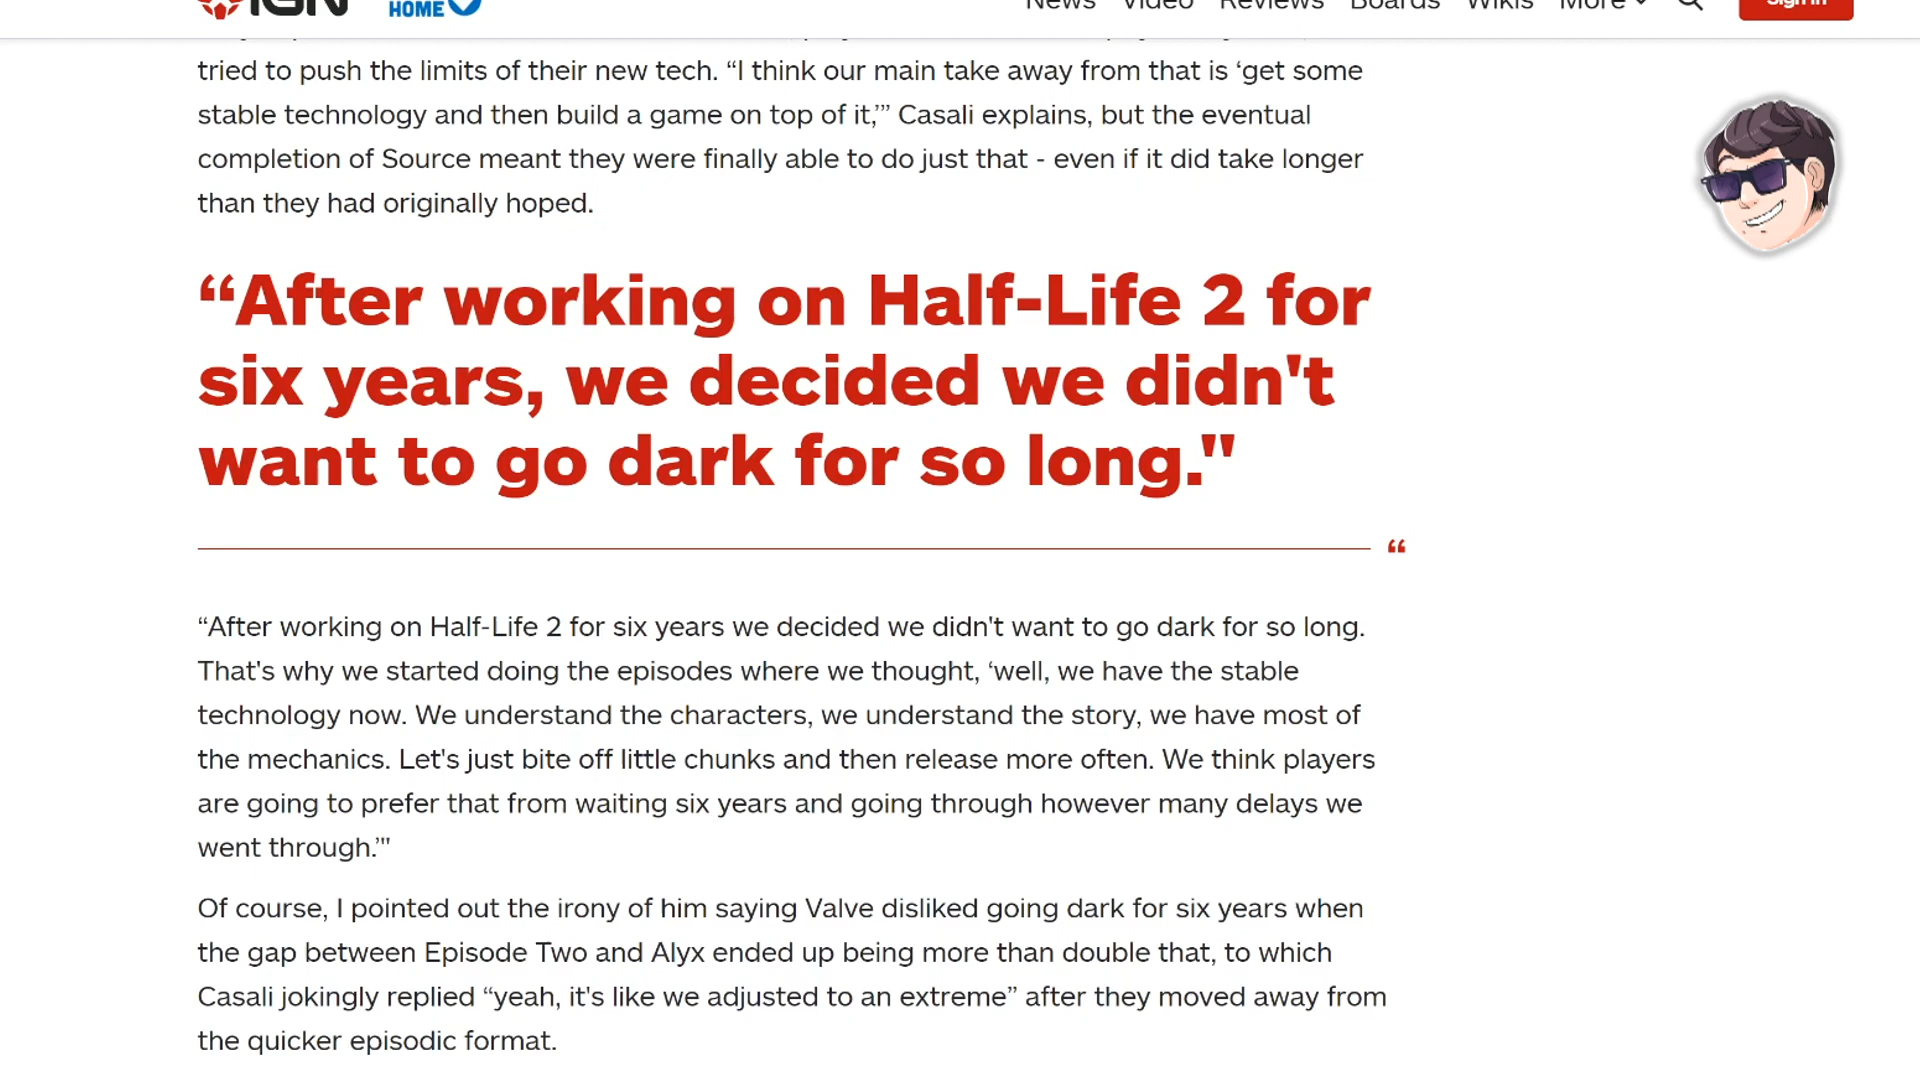 IGN HOME News Video Reviews Boards Wikis More Sign In
tried to push the limits of their new tech. “I think our main take away from that is ‘get some
stable technology and then build a game on top of it,’” Casali explains, but the eventual
completion of Source meant they were finally able to do just that - even if it did take longer
than they had originally hoped.
“After working on Half-Life 2 for
six years, we decided we didn't
want to go dark for so long."
“
“After working on Half-Life 2 for six years we decided we didn't want to go dark for so long.
That's why we started doing the episodes where we thought, ‘well, we have the stable
technology now. We understand the characters, we understand the story, we have most of
the mechanics. Let's just bite off little chunks and then release more often. We think players
are going to prefer that from waiting six years and going through however many delays we
went through.’"
Of course, I pointed out the irony of him saying Valve disliked going dark for six years when
the gap between Episode Two and Alyx ended up being more than double that, to which
Casali jokingly replied “yeah, it's like we adjusted to an extreme” after they moved away from
the quicker episodic format.